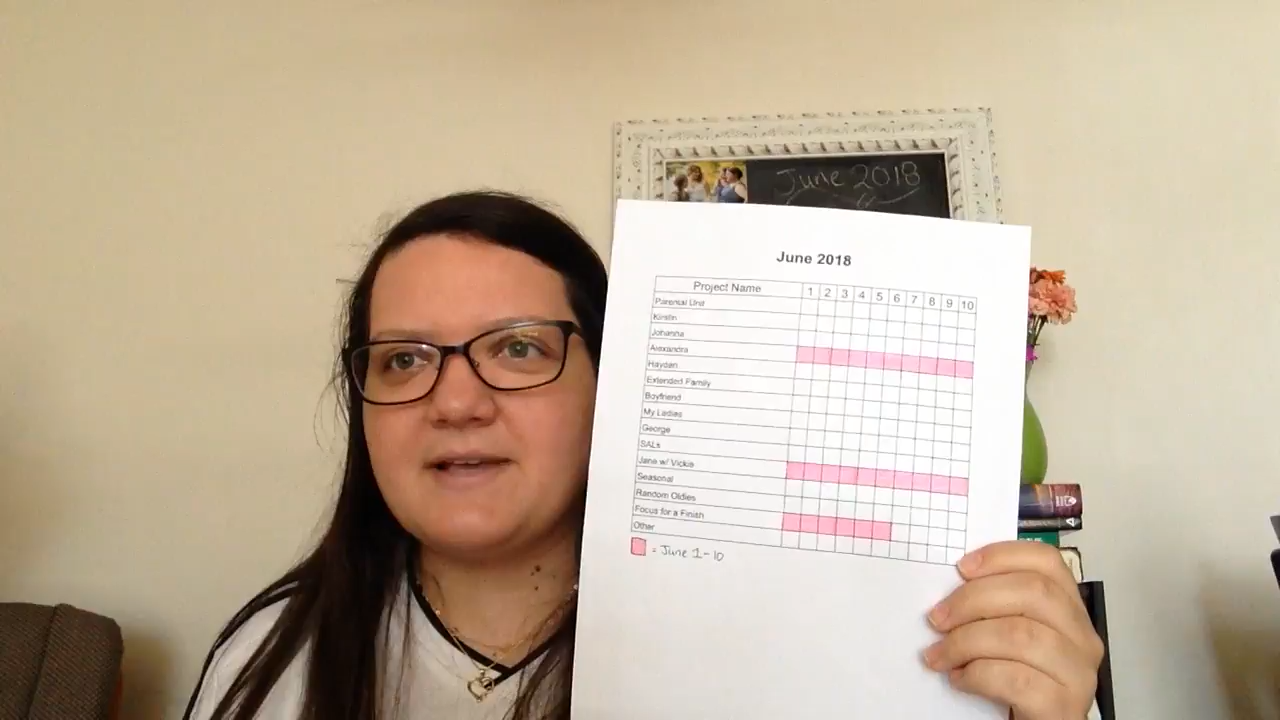 June 2018
June 2018
Project Name 1 2 3 4 5 6 7 8 9 10
Parental Unit
Kirstin
Johanna
Alexandra
Hayden
Extended Family
Boyfriend
My Ladies
George
SALs
Jane w/ Vickie
Seasonal
Random Oldies
Focus for a Finish
Other
= June 1-10